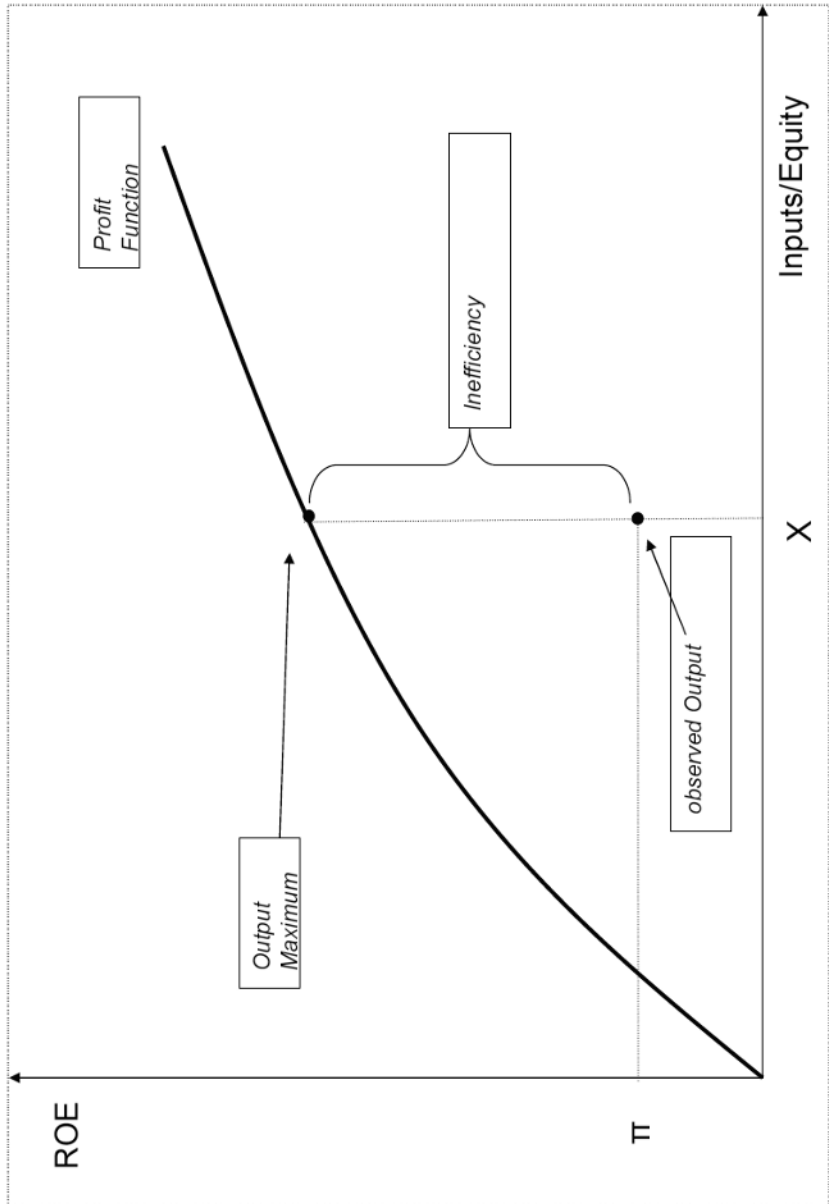 ROE
Profit
Function
Output
Maximum
Inefficiency
observed Output
π
X
Inputs/Equity